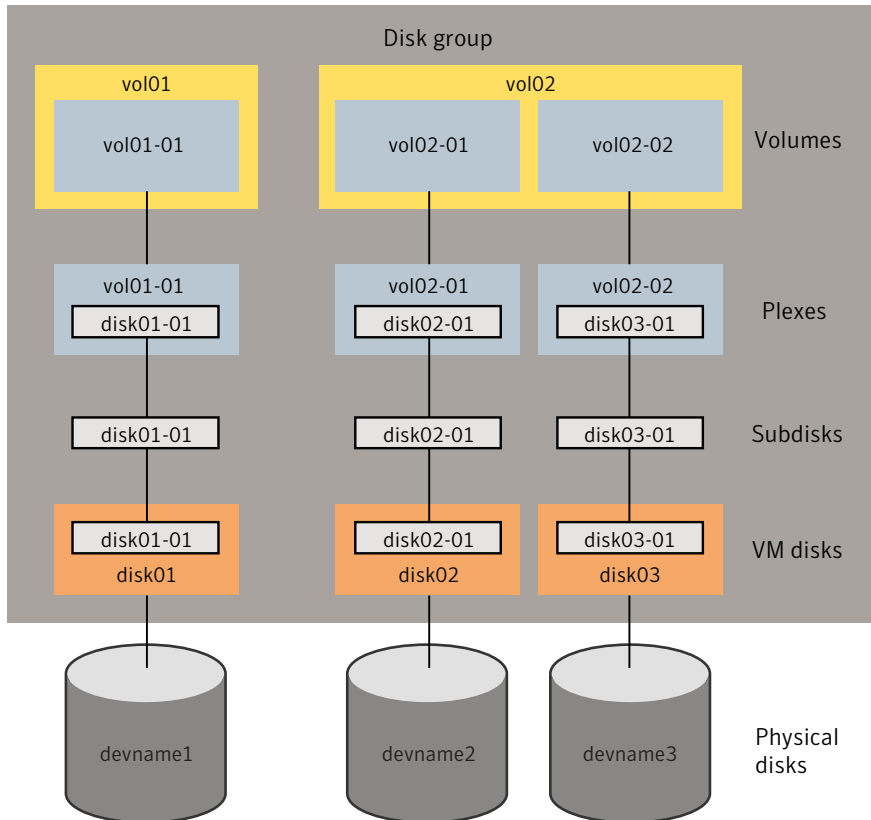 Disk group
vol01
vol02
vol01-01
vol02-01
vol02-02
Volumes
vol01-01
vol02-01
vol02-02
disk01-01
disk02-01
disk03-01
Plexes
disk01-01
disk02-01
disk03-01
Subdisks
disk01-01
disk02-01
disk03-01
VM disks
disk01
disk02
disk03
devname1
devname2
devname3
Physical
disks